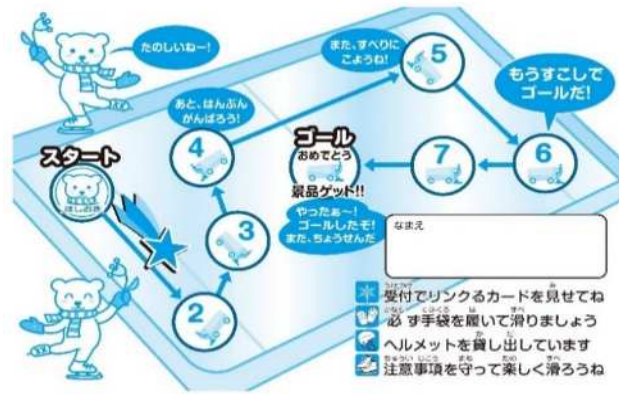 たのしいねー!
また、すべりに
こようね!
5
もうすこしで
ゴールだ!
あと、はんぶん
がんばろう!
4
スタート
ゴール
おめでとう
景品ゲット!!
7
6
やったぁ〜!
ゴールしたぞ!
また、ちょうせんだ
3
2
なまえ
受付でリンクるカードを見せてね
必ず手袋を履いて滑りましょう
ヘルメットを貸し出しています
注意事項を守って楽しく滑ろうね